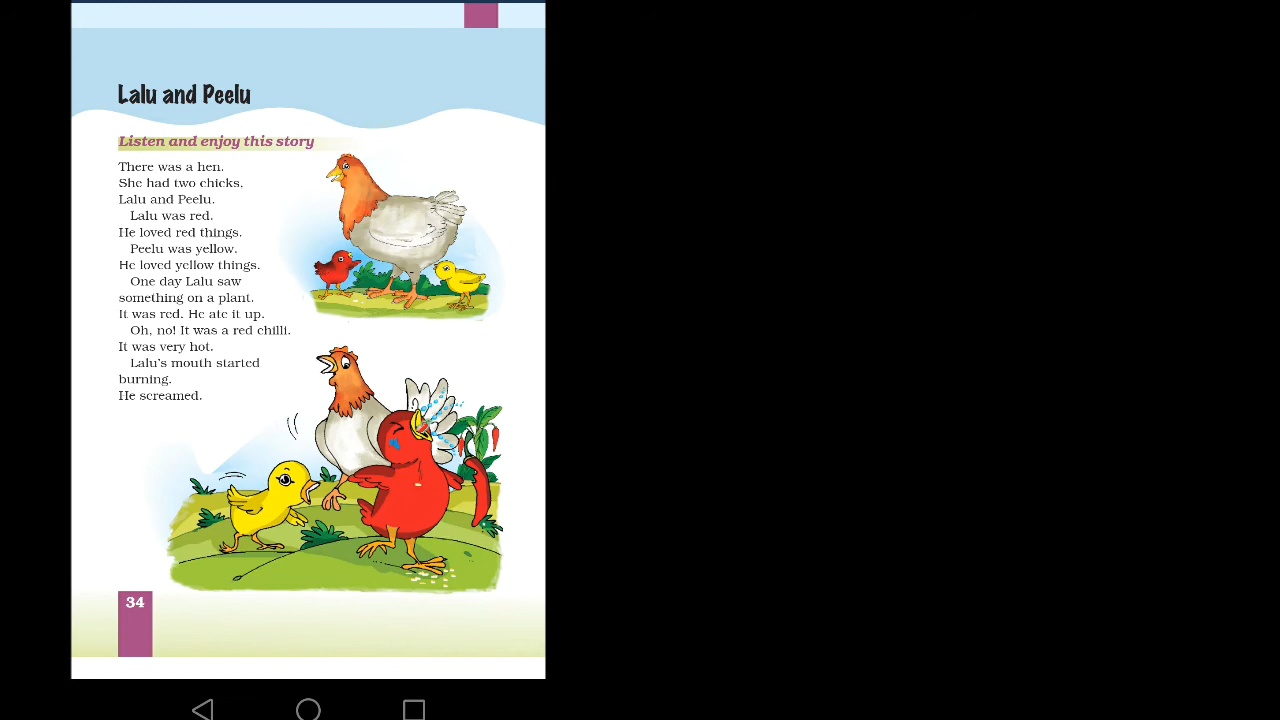 Lalu and Peelu
Listen and enjoy this story
There was a hen.
She had two chicks,
Lalu and Peelu.
Lalu was red.
He loved red things.
Peelu was yellow.
He loved yellow things.
One day Lalu saw
something on a plant.
It was red. He ate it up.
Oh, no! It was a red chilli.
It was very hot.
Lalu's mouth started
burning.
He screamed.
34